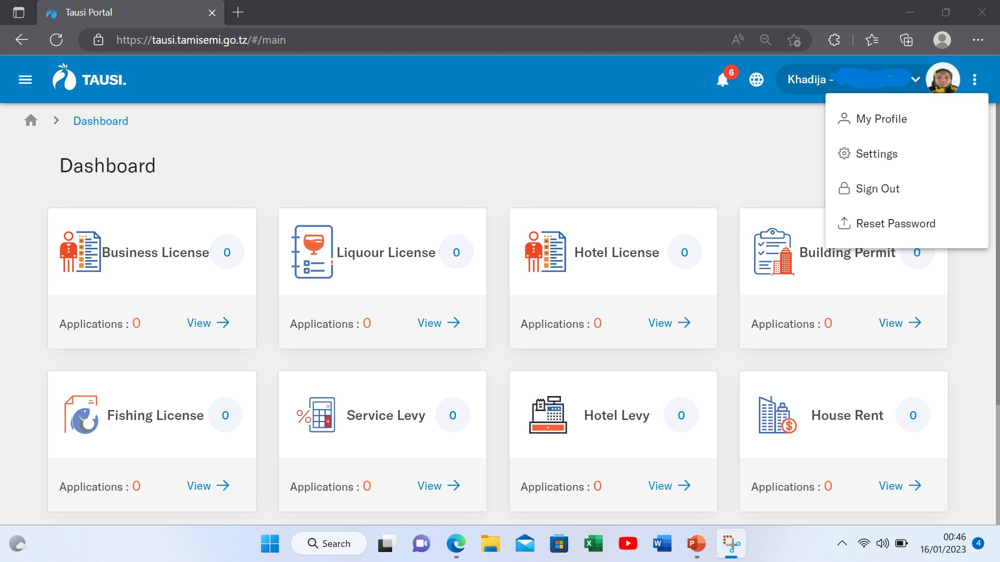 Tausi Portal
https://tausi.tamisemi.go.tz/#/main
TAUSI.
6
Khadija -
Dashboard
My Profile
Settings
Sign Out
Reset Password
Dashboard
Business License 0
Liquour License 0
Hotel License 0
Building Permit 0
Applications : 0 View
Applications : 0 View
Applications : 0 View
Applications : 0 View
Fishing License 0
Service Levy 0
Hotel Levy 0
House Rent 0
Applications : 0 View
Applications : 0 View
Applications : 0 View
Applications : 0 View
Search
00:46
16/01/2023
4